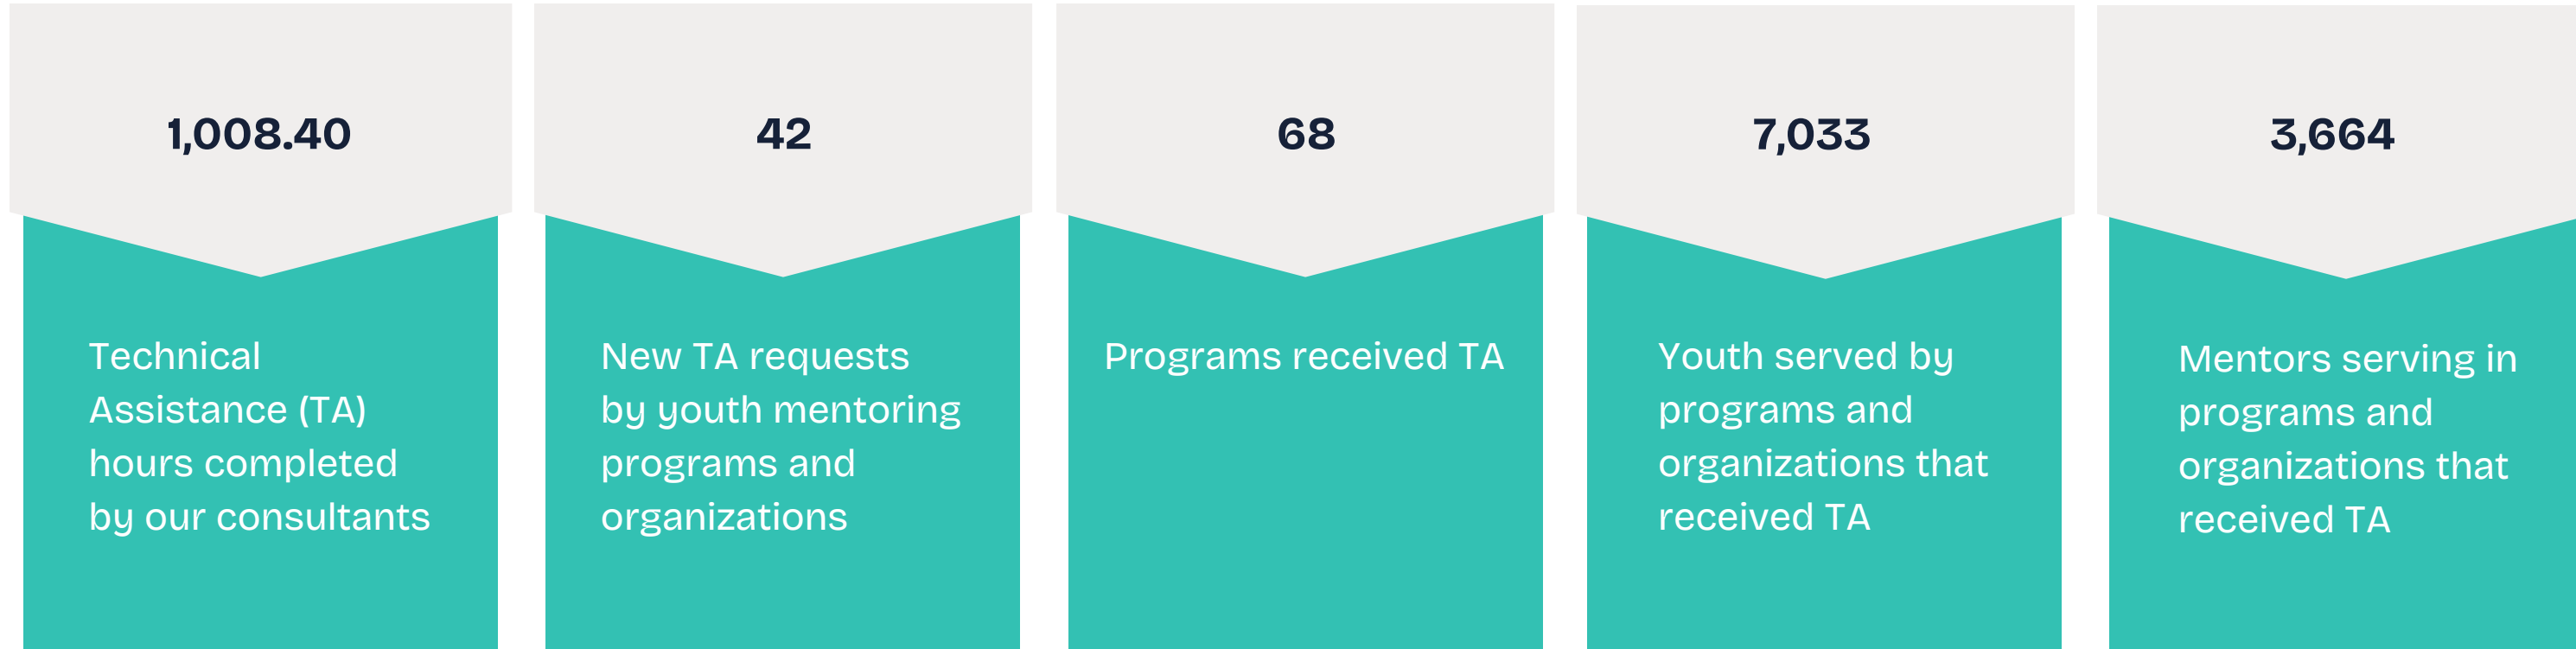 1,008.40
Technical
Assistance (TA)
hours completed
by our consultants
42
New TA requests
by youth mentoring
programs and
organizations
68
Programs received TA
7,033
Youth served by
programs and
organizations that
received TA
3,664
Mentors serving in
programs and
organizations that
received TA